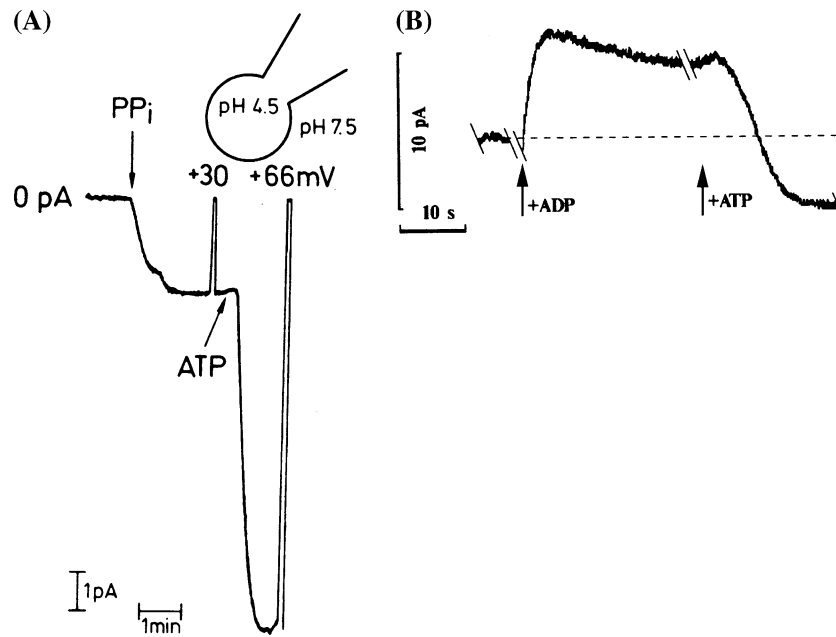 (A)
PPi
pH 4.5
pH 7.5
+30 +66mV
0 pA
ATP
1pA
1min
(B)
10 pA
10 s
+ADP
+ATP